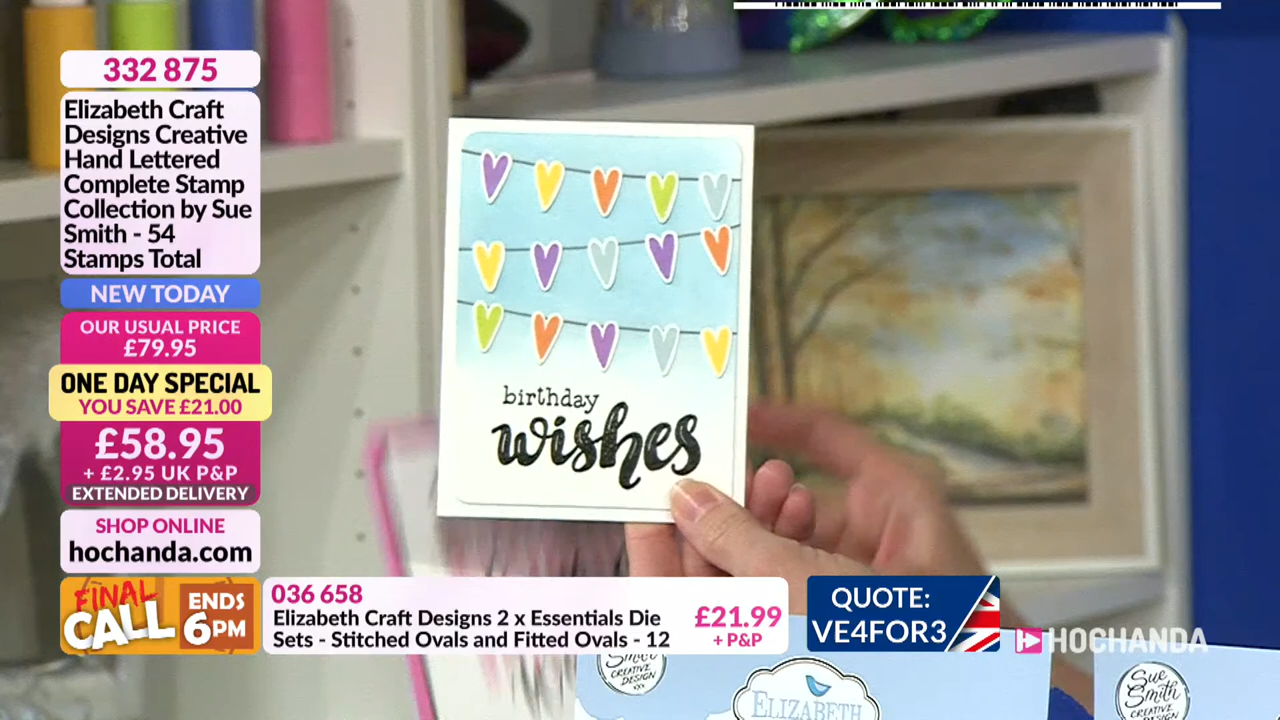 332 875
Elizabeth Craft
Designs Creative
Hand Lettered
Complete Stamp
Collection by Sue
Smith - 54
Stamps Total
NEW TODAY
OUR USUAL PRICE
£79.95
ONE DAY SPECIAL
YOU SAVE £21.00
£58.95
+ £2.95 UK P&P
EXTENDED DELIVERY
SHOP ONLINE
hochanda.com
FINAL
CALL
ENDS
6PM
036 658
Elizabeth Craft Designs 2 x Essentials Die
Sets - Stitched Ovals and Fitted Ovals - 12
£21.99
+ P&P
QUOTE:
VE4FOR3
HOCHANDA
birthday
wishes
Smith
CREATIVE
DESIGN
ELIZABETH
Sue
Smith
CREATIVE
DESIGN